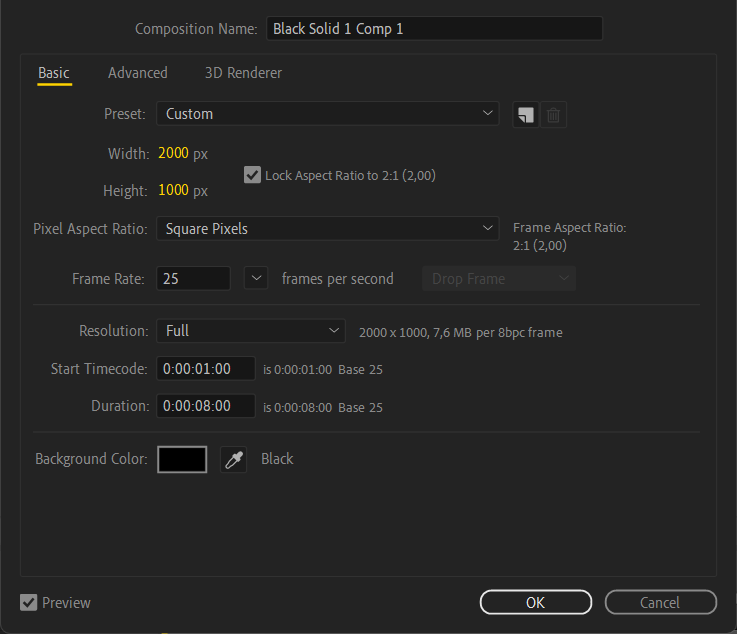 Composition Name: Black Solid 1 Comp 1
Basic Advanced 3D Renderer
Preset: Custom
Width: 2000 px
Lock Aspect Ratio to 2:1 (2,00)
Height: 1000 px
Pixel Aspect Ratio: Square Pixels
Frame Aspect Ratio:
2:1 (2,00)
Frame Rate: 25 frames per second Drop Frame
Resolution: Full 2000 x 1000, 7,6 MB per 8bpc frame
Start Timecode: 0:00:01:00 is 0:00:01:00 Base 25
Duration: 0:00:08:00 is 0:00:08:00 Base 25
Background Color: Black
Preview OK Cancel